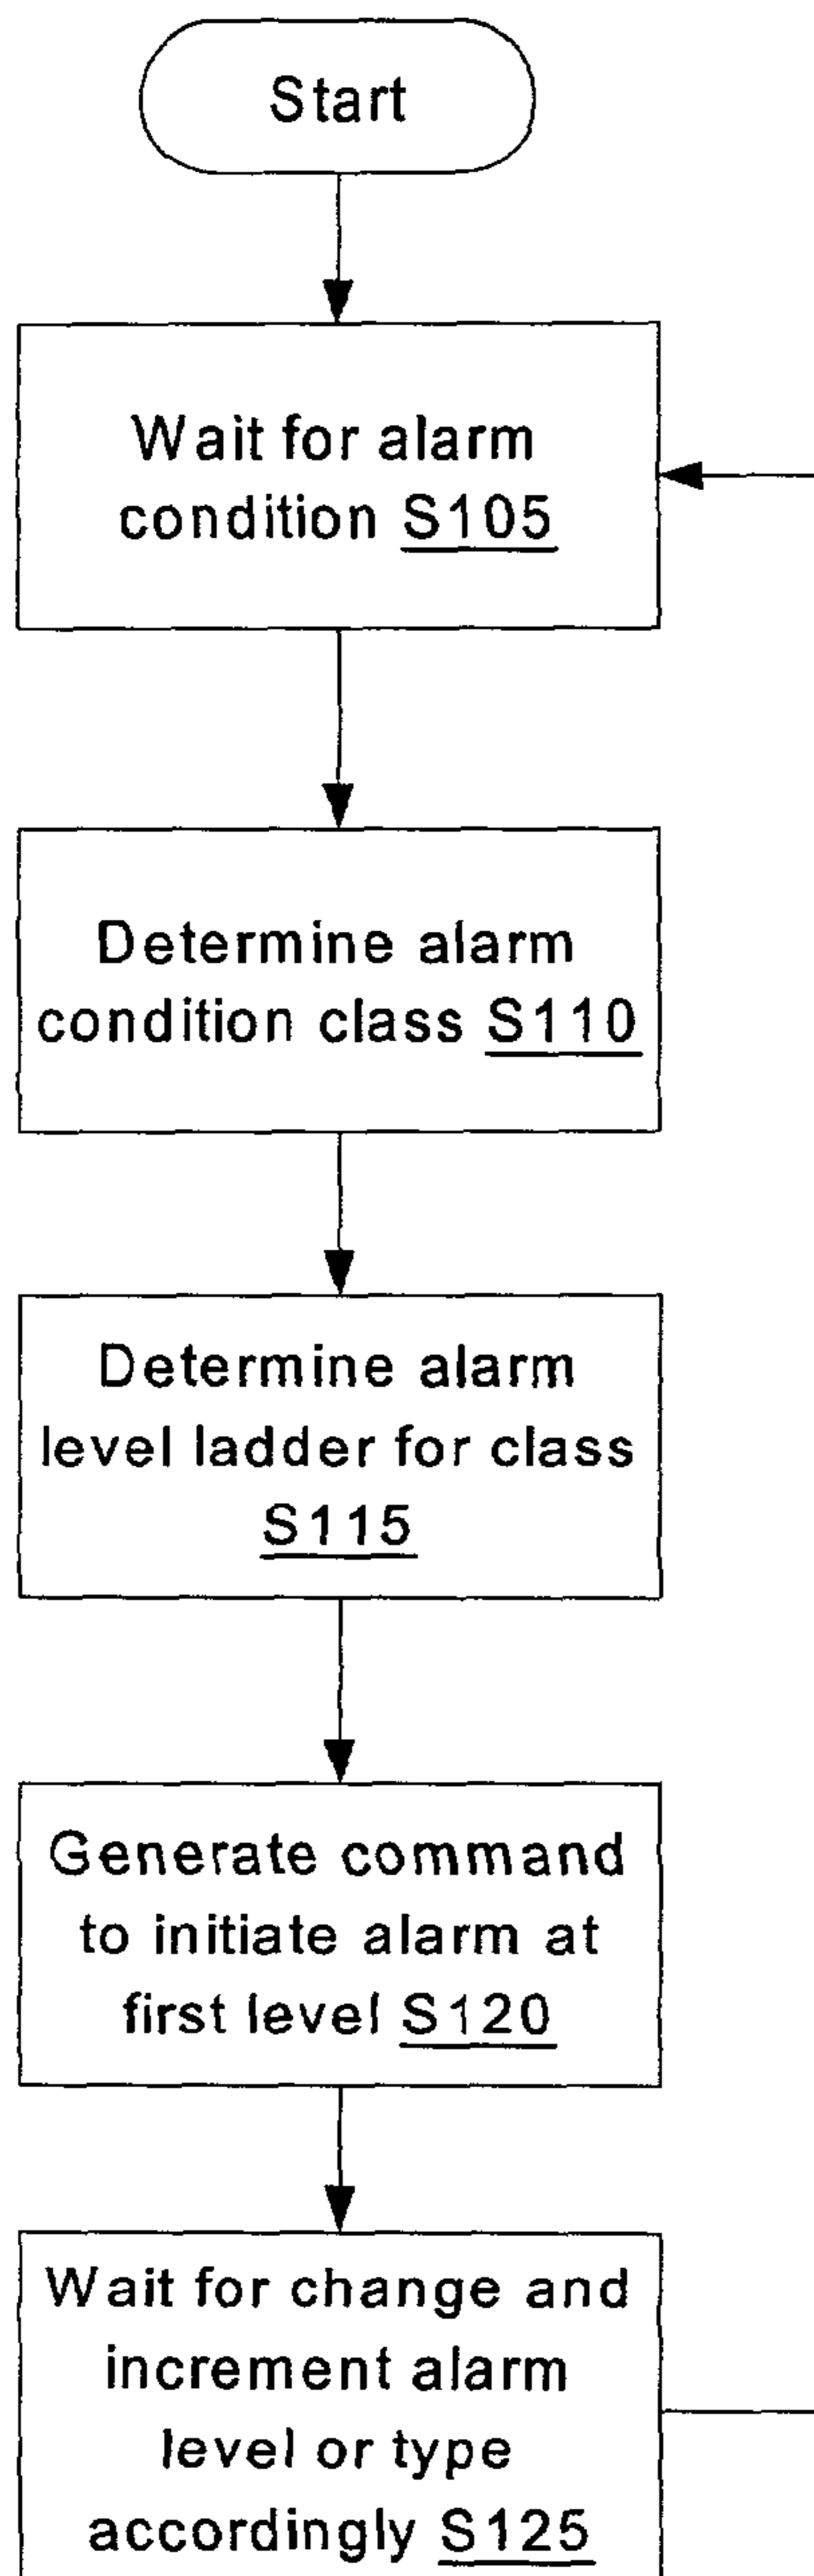 Start
Wait for alarm
condition S105
Determine alarm
condition class S110
Determine alarm
level ladder for class
S115
Generate command
to initiate alarm at
first level S120
Wait for change and
increment alarm
level or type
accordingly S125